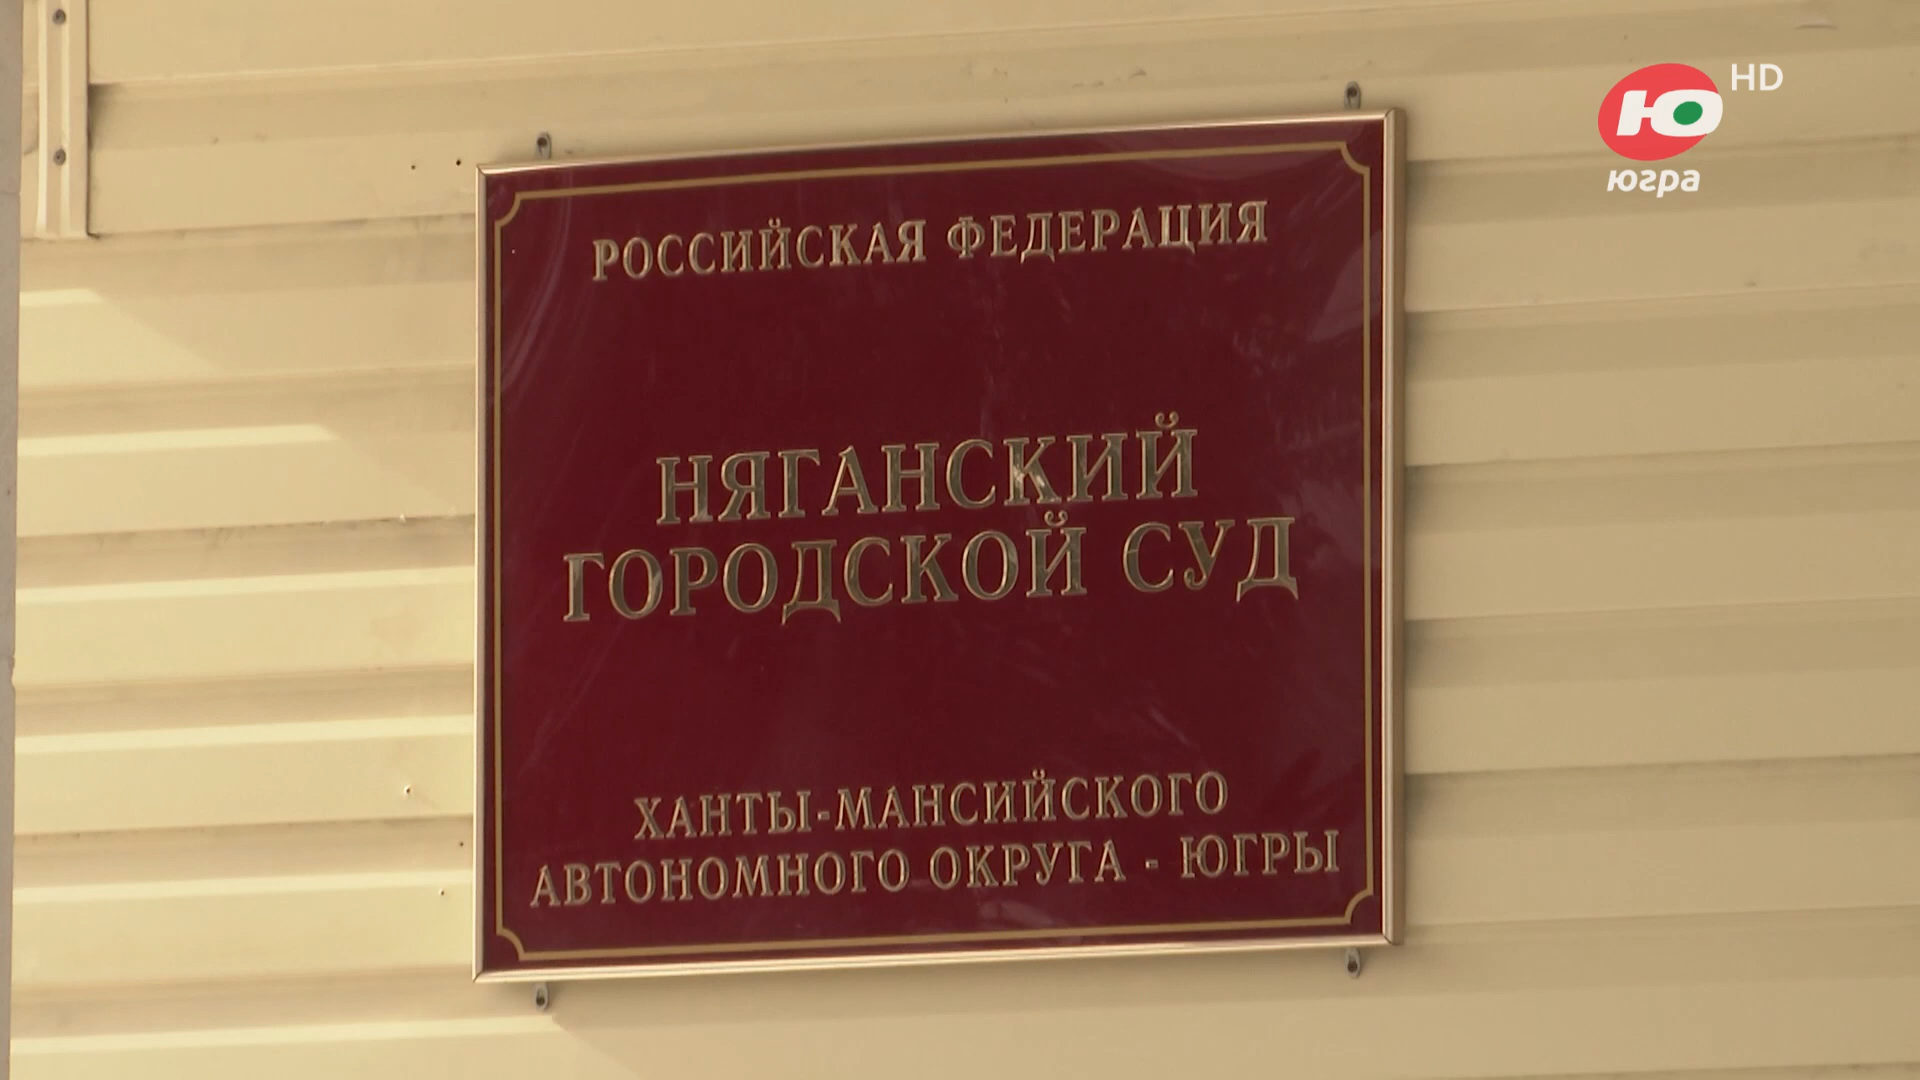 Ю HD
югра
РОССИЙСКАЯ ФЕДЕРАЦИЯ
НЯГАНСКИЙ
ГОРОДСКОЙ СУД
ХАНТЫ-МАНСИЙСКОГО
АВТОНОМНОГО ОКРУГА - ЮГРЫ